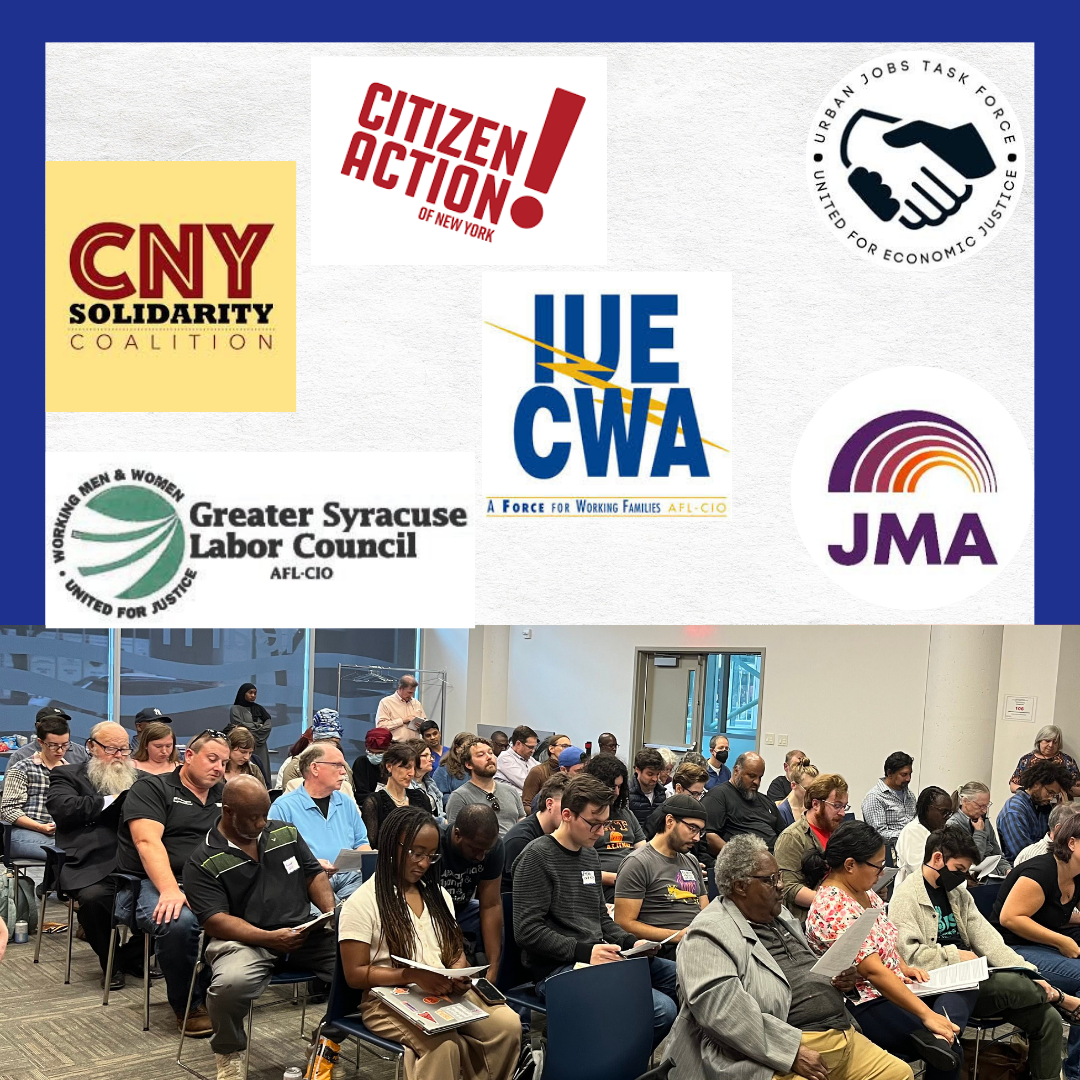 CITIZEN
ACTION!
OF NEW YORK
URBAN JOBS TASK FORCE
UNITED FOR ECONOMIC JUSTICE
CNY
SOLIDARITY
COALITION
IUE
CWA
A FORCE FOR WORKING FAMILIES AFL-CIO
JMA
WORKING MEN & WOMEN
UNITED FOR JUSTICE
Greater Syracuse
Labor Council
AFL-CIO